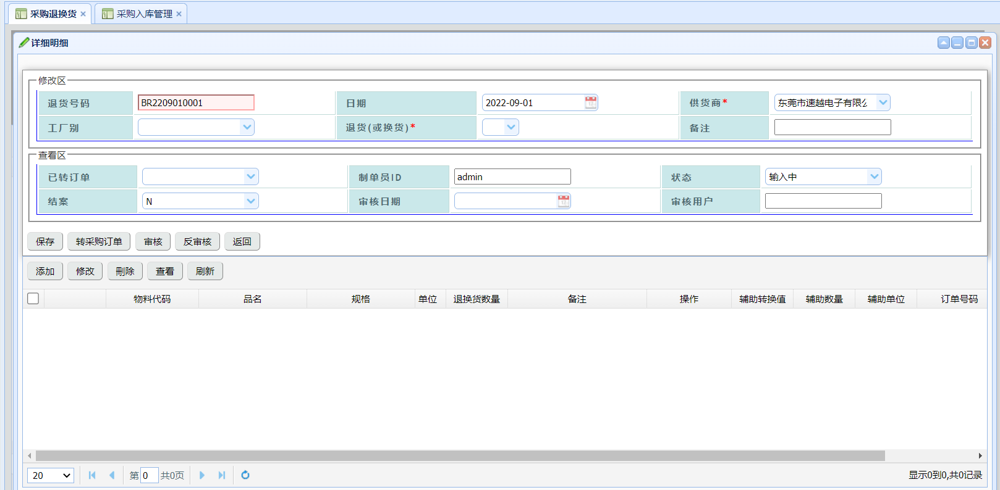 采购退换货 采购入库管理
详细明细
修改区
退货号码 BR2209010001 日期 2022-09-01 供货商* 东莞市速越电子有限公
工厂别 退货(或换货)* 备注
查看区
已转订单 制单员ID admin 状态 输入中
结案 N 审核日期 审核用户
保存 转采购订单 审核 反审核 返回
添加 修改 刪除 查看 刷新
物料代码 品名 规格 单位 退换货数量 备注 操作 辅助转换值 辅助数量 辅助单位 订单号码
20 第 0 共0页 显示0到0,共0记录